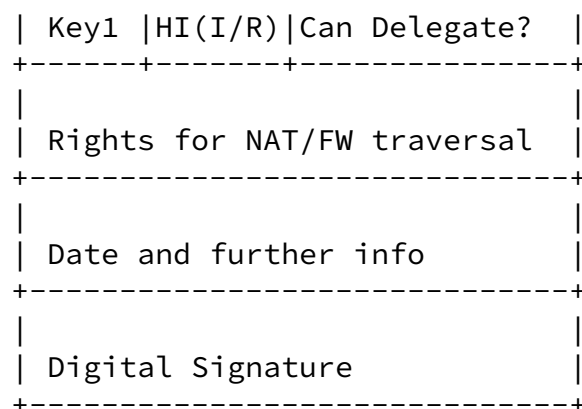 | Key1 |HI(I/R)|Can Delegate?  |
+------+-------+---------------+
|                              |
| Rights for NAT/FW traversal  |
+------------------------------+
|                              |
| Date and further info        |
+------------------------------+
|                              |
| Digital Signature            |
+------------------------------+